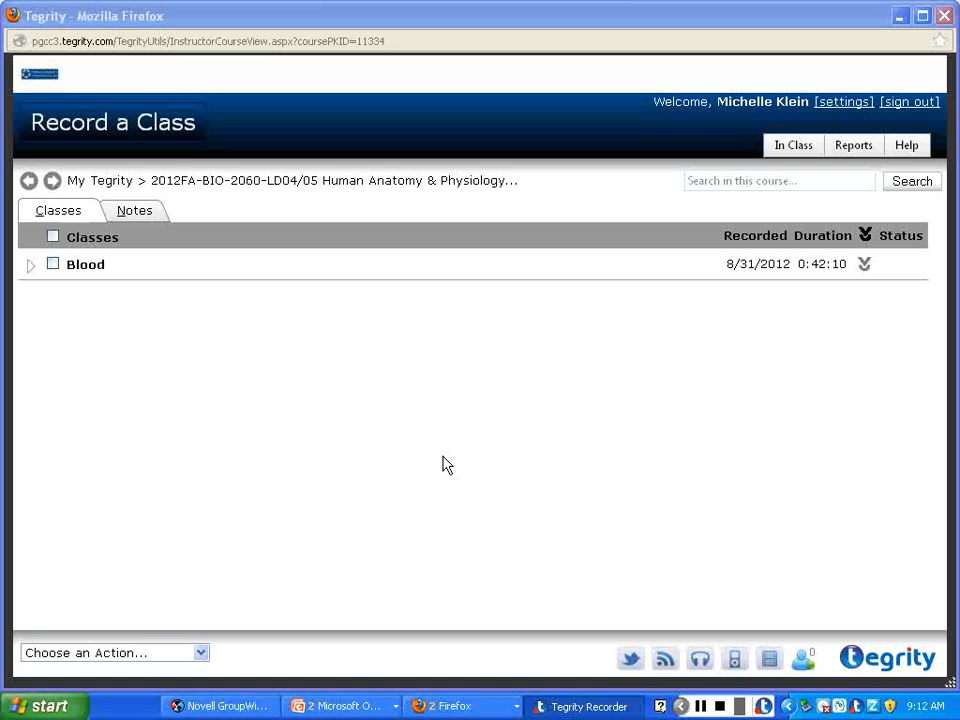 Tegrity - Mozilla Firefox
pgcc3.tegrity.com/TegrityUtils/InstructorCourseView.aspx?coursePKID=11334
Welcome, Michelle Klein [settings] [sign out]
Record a Class
In Class Reports Help
My Tegrity > 2012FA-BIO-2060-LD04/05 Human Anatomy & Physiology...
Search in this course... Search
Classes Notes
Classes Recorded Duration Status
Blood 8/31/2012 0:42:10
Choose an Action...
0
tegrity
start Novell GroupWi... 2 Microsoft O... 2 Firefox Tegrity Recorder 9:12 AM